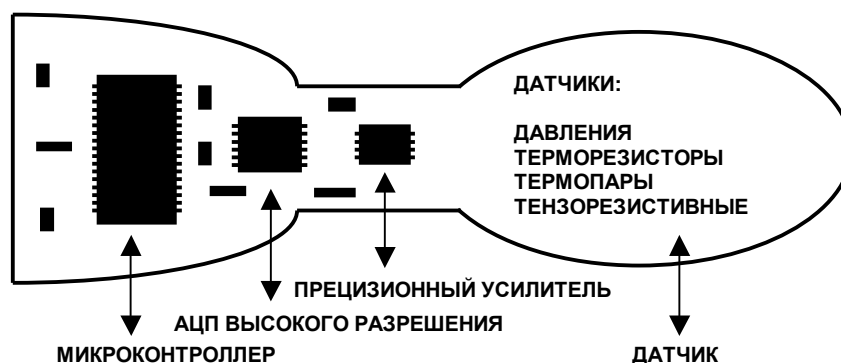 ДАТЧИКИ:
ДАВЛЕНИЯ
ТЕРМОРЕЗИСТОРЫ
ТЕРМОПАРЫ
ТЕНЗОРЕЗИСТИВНЫЕ
ПРЕЦИЗИОННЫЙ УСИЛИТЕЛЬ
АЦП ВЫСОКОГО РАЗРЕШЕНИЯ
МИКРОКОНТРОЛЛЕР
ДАТЧИК